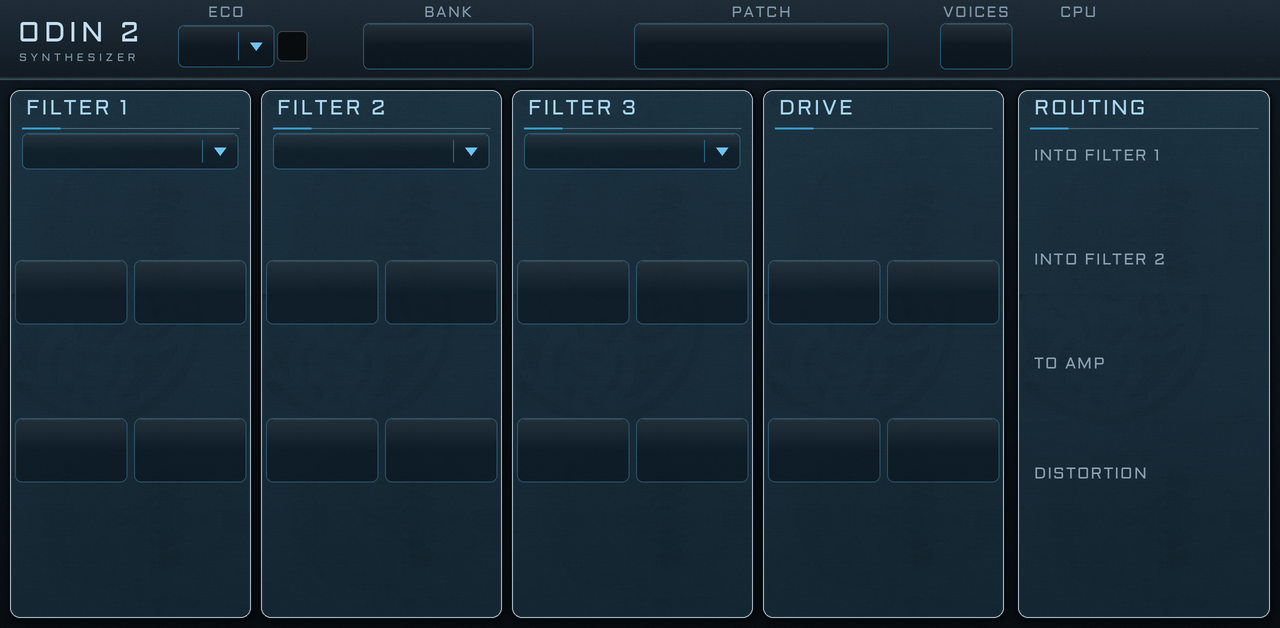 ODIN 2
SYNTHESIZER
ECO
BANK
PATCH
VOICES
CPU
FILTER 1
FILTER 2
FILTER 3
DRIVE
ROUTING
INTO FILTER 1
INTO FILTER 2
TO AMP
DISTORTION